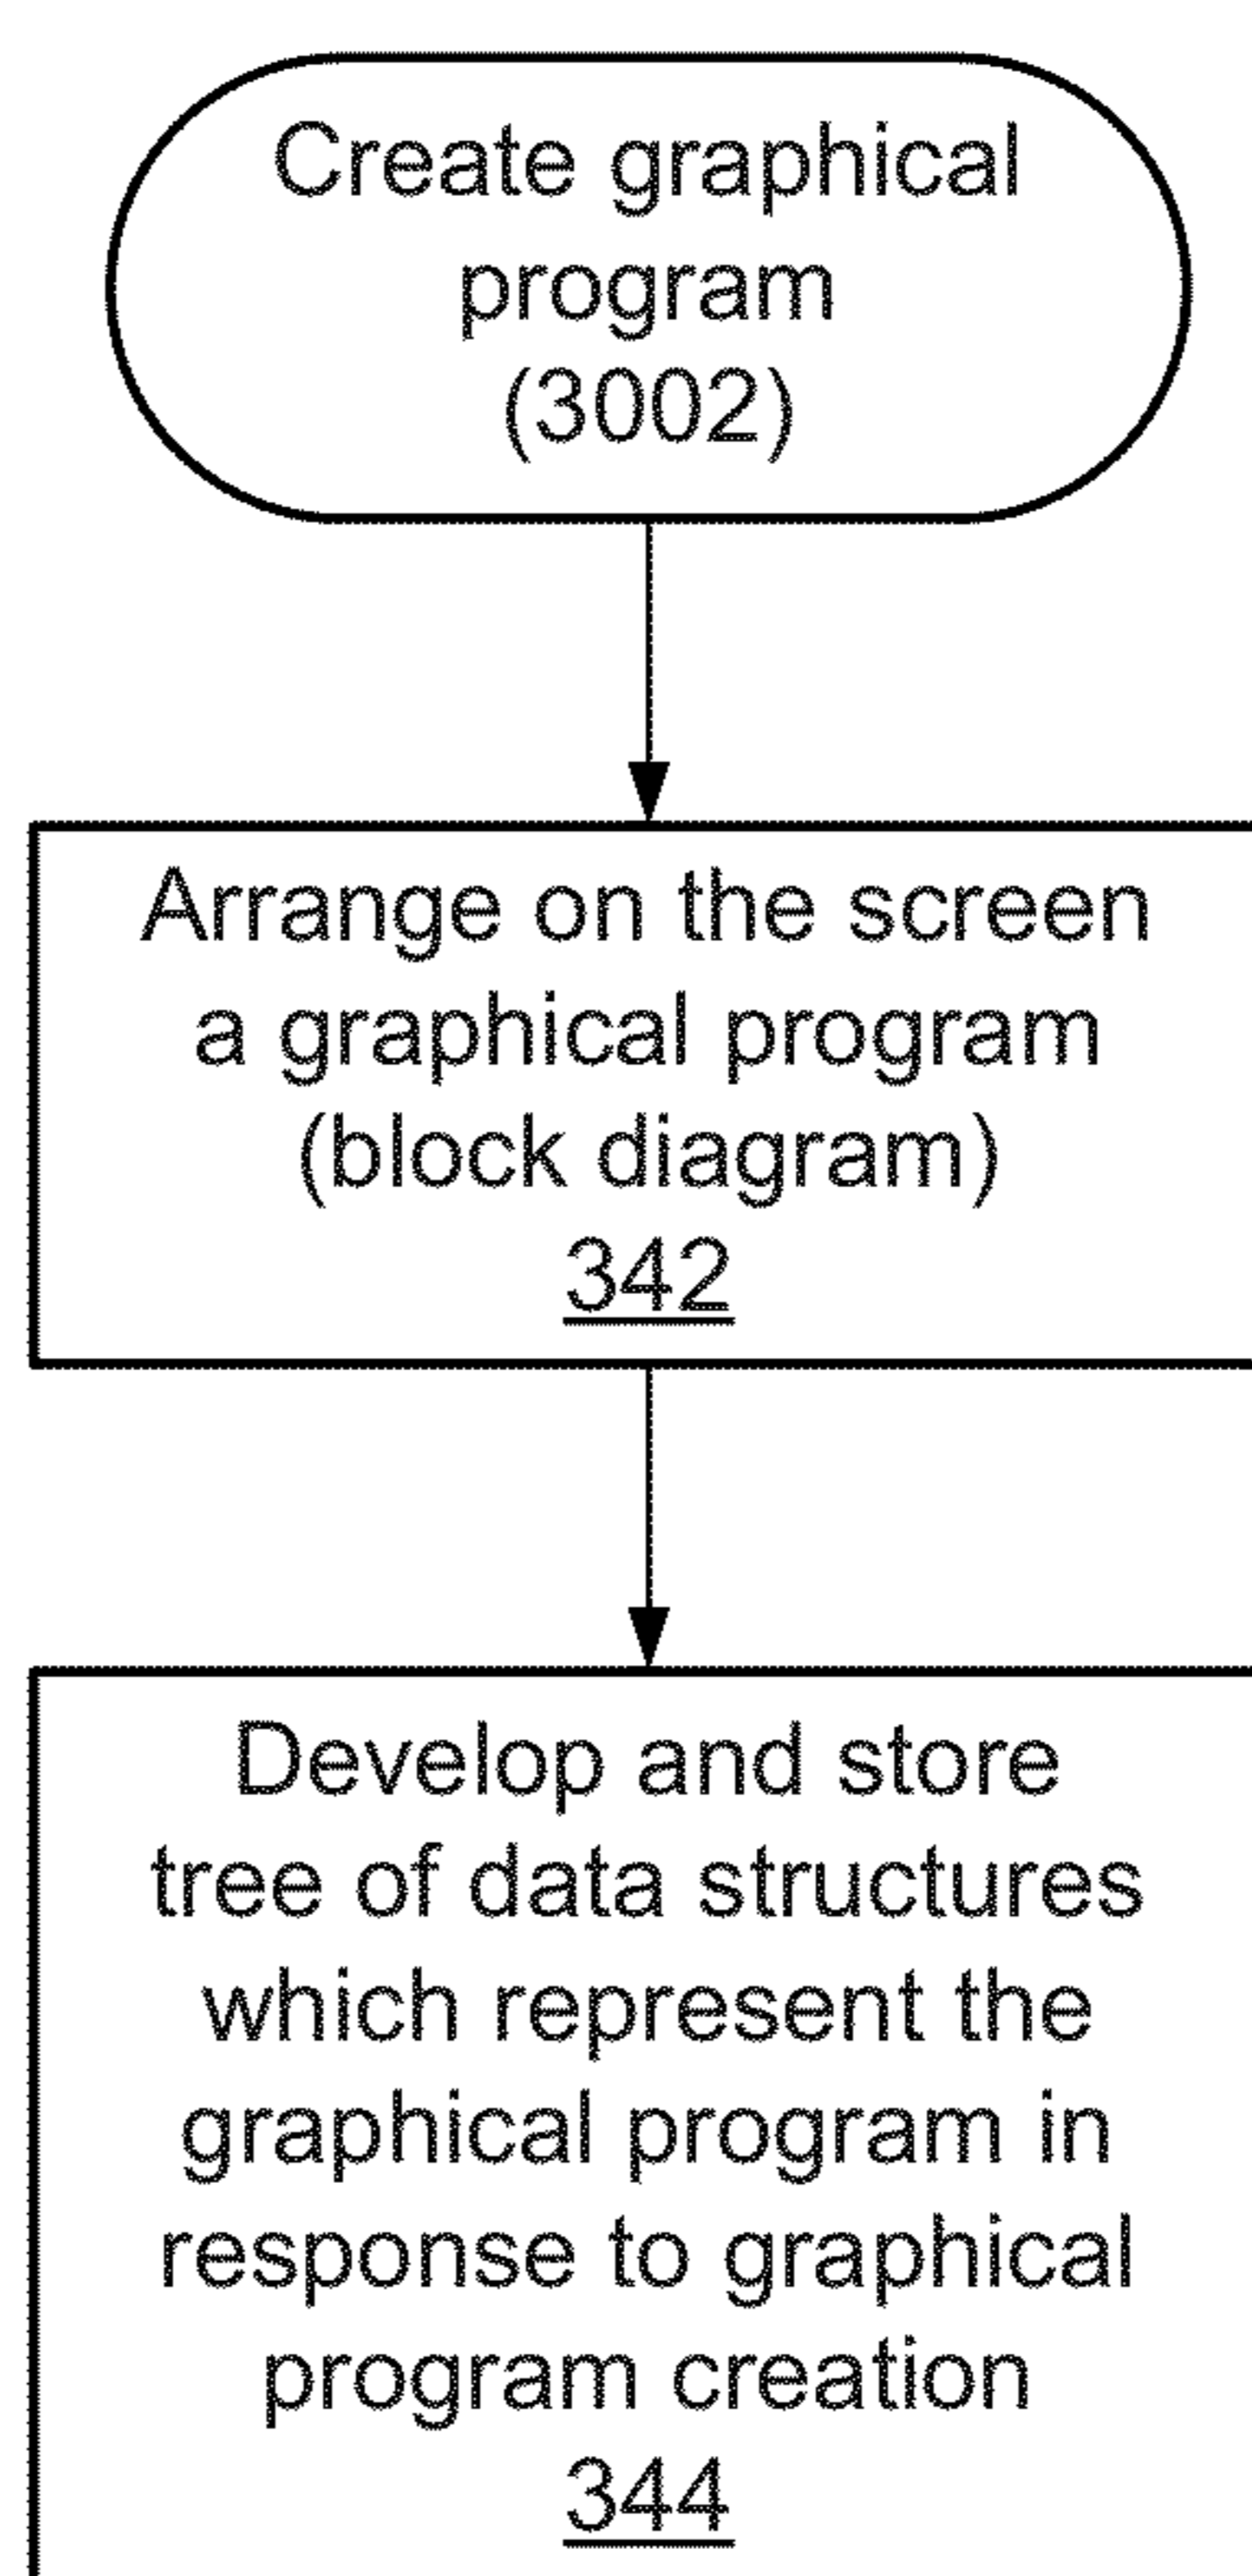 Create graphical
program
(3002)
Arrange on the screen
a graphical program
(block diagram)
342
Develop and store
tree of data structures
which represent the
graphical program in
response to graphical
program creation
344